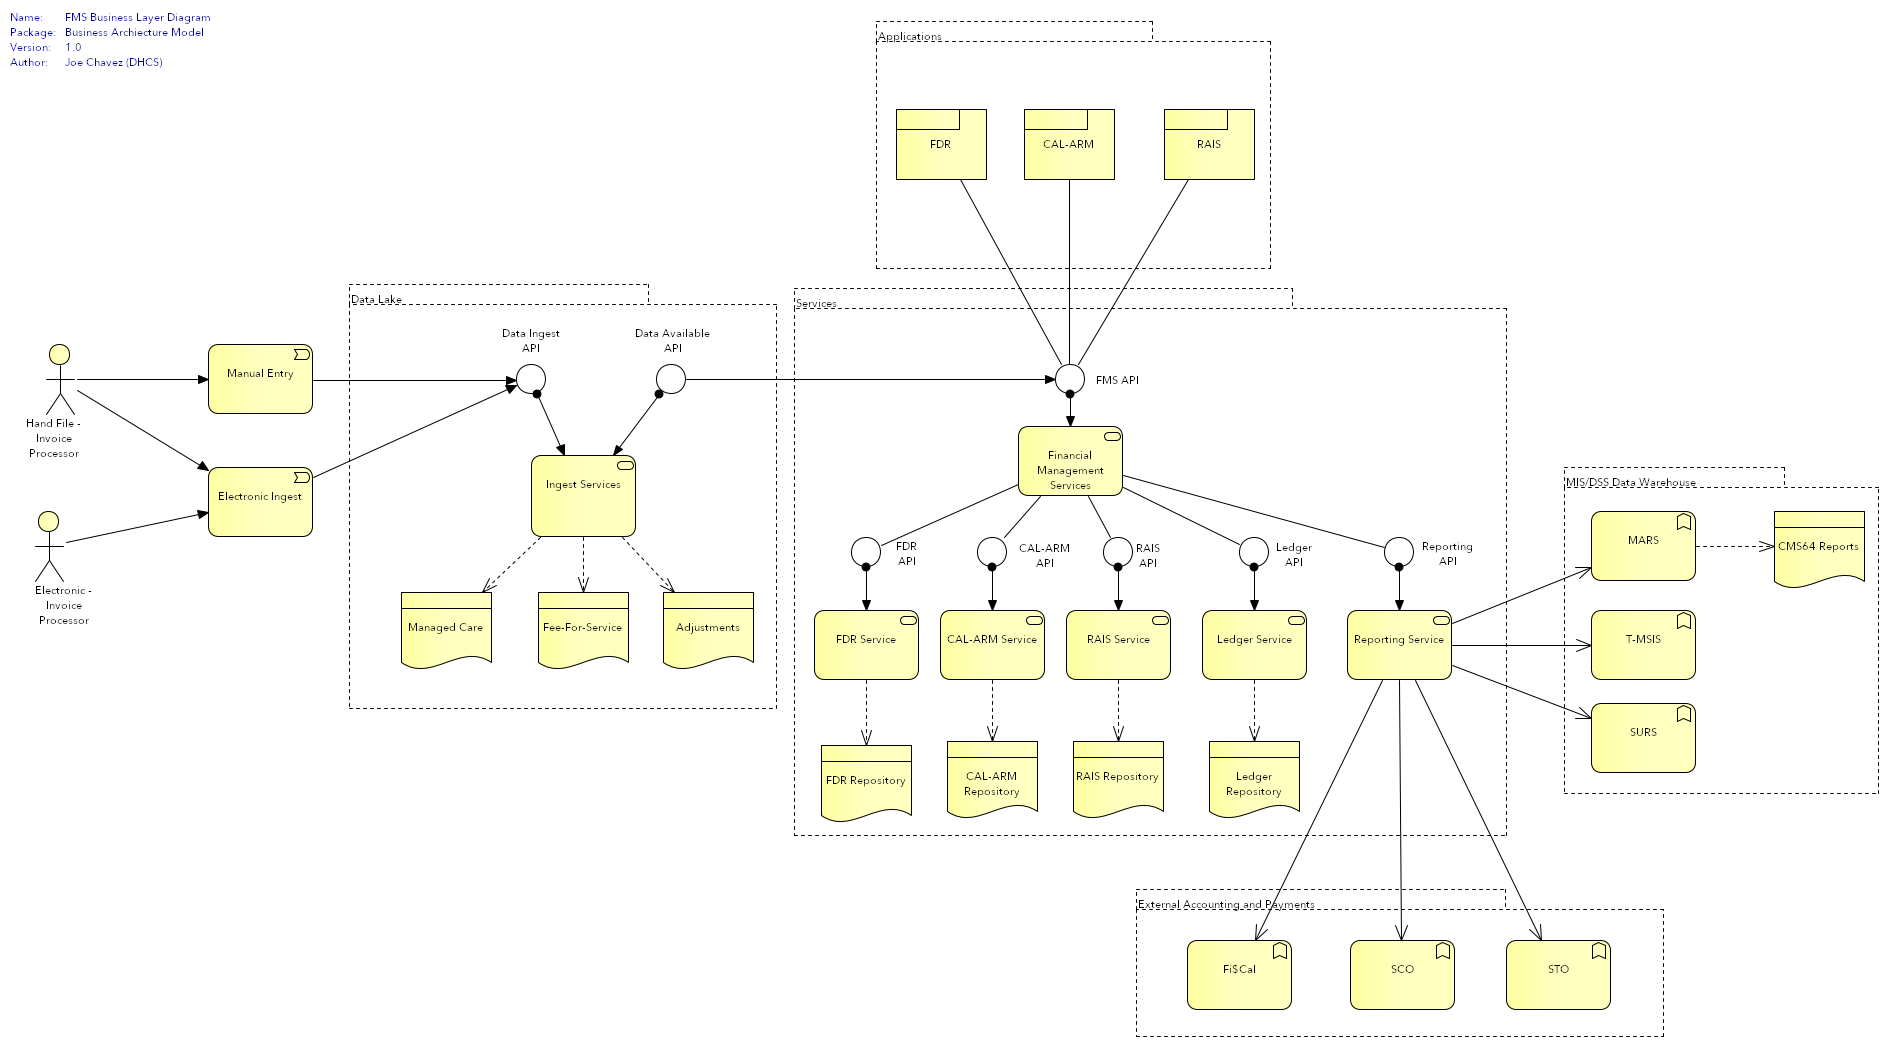 Name: FMS Business Layer Diagram
Package: Business Archiecture Model
Version: 1.0
Author: Joe Chavez (DHCS)
Applications
FDR
CAL-ARM
RAIS
Data Lake
Services
Data Ingest
API
Data Available
API
FMS API
Manual Entry
Hand File -
Invoice
Processor
Electronic Ingest
Electronic -
Invoice
Processor
Ingest Services
Managed Care
Fee-For-Service
Adjustments
Financial
Management
Services
FDR
API
CAL-ARM
API
RAIS
API
Ledger
API
Reporting
API
FDR Service
CAL-ARM Service
RAIS Service
Ledger Service
Reporting Service
FDR Repository
CAL-ARM
Repository
RAIS Repository
Ledger
Repository
MIS/DSS Data Warehouse
MARS
CMS64 Reports
T-MSIS
SURS
External Accounting and Payments
Fi$Cal
SCO
STO